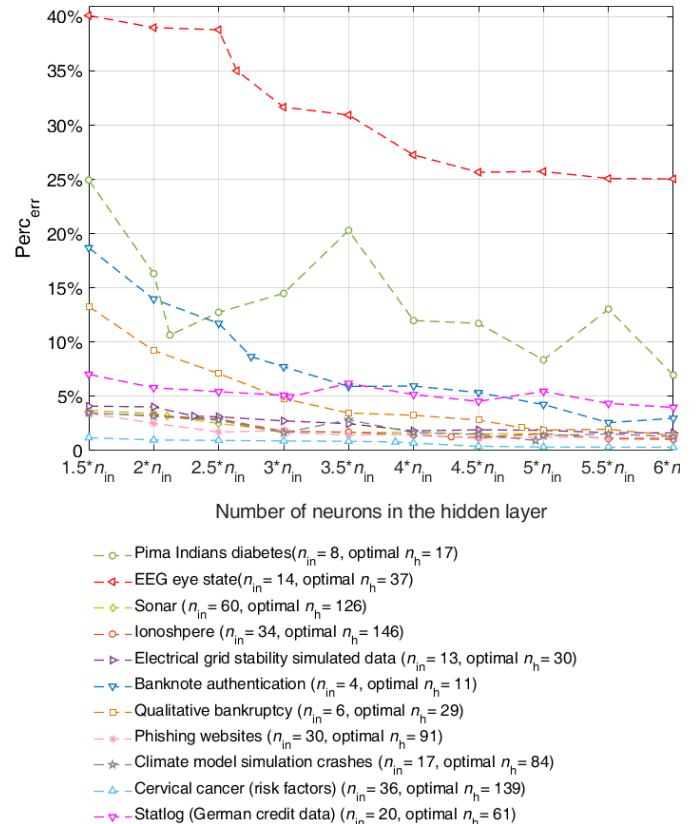 40%
35%
30%
25%
20%
15%
10%
5%
0
Perc_err
1.5*n_in 2*n_in 2.5*n_in 3*n_in 3.5*n_in 4*n_in 4.5*n_in 5*n_in 5.5*n_in 6*n
Number of neurons in the hidden layer
Pima Indians diabetes(n_in= 8, optimal n_h= 17)
EEG eye state(n_in= 14, optimal n_h= 37)
Sonar (n_in= 60, optimal n_h= 126)
Ionoshpere (n_in= 34, optimal n_h= 146)
Electrical grid stability simulated data (n_in= 13, optimal n_h= 30)
Banknote authentication (n_in= 4, optimal n_h= 11)
Qualitative bankruptcy (n_in= 6, optimal n_h= 29)
Phishing websites (n_in= 30, optimal n_h= 91)
Climate model simulation crashes (n_in= 17, optimal n_h= 84)
Cervical cancer (risk factors) (n_in= 36, optimal n_h= 139)
Statlog (German credit data) (n_in= 20, optimal n_h= 61)